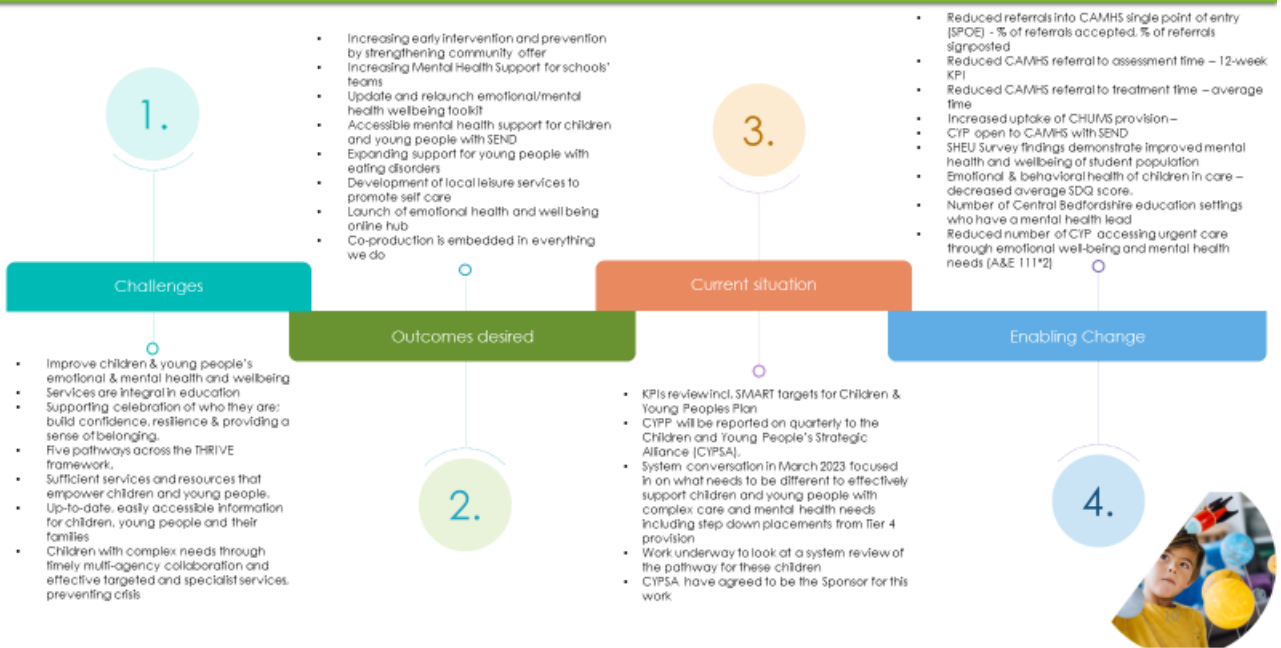 1.
Challenges
▪ Improve children & young people's
emotional & mental health and wellbeing
▪ Services are integral in education
▪ Supporting celebration of who they are;
build confidence, resilience & providing a
sense of belonging.
▪ Five pathways across the THRIVE
framework.
▪ Sufficient services and resources that
empower children and young people.
▪ Up-to-date, easily accessible information
for children, young people and their
families
▪ Children with complex needs through
timely multi-agency collaboration and
effective targeted and specialist services,
preventing crisis
▪ Increasing early intervention and prevention
by strengthening community offer
▪ Increasing Mental Health Support for schools'
teams
▪ Update and relaunch emotional/mental
health wellbeing toolkit
▪ Accessible mental health support for children
and young people with SEND
▪ Expanding support for young people with
eating disorders
▪ Development of local leisure services to
promote self care
▪ Launch of emotional health and well being
online hub
▪ Co-production is embedded in everything
we do
Outcomes desired
2.
3.
Current situation
▪ KPIs review incl. SMART targets for Children &
Young Peoples Plan
▪ CYPP will be reported on quarterly to the
Children and Young People's Strategic
Alliance (CYPSA).
▪ System conversation in March 2023 focused
in on what needs to be different to effectively
support children and young people with
complex care and mental health needs
including step down placements from Tier 4
provision
▪ Work underway to look at a system review of
the pathway for these children
▪ CYPSA have agreed to be the Sponsor for this
work
▪ Reduced referrals into CAMHS single point of entry
(SPOE) - % of referrals accepted, % of referrals
signposted
▪ Reduced CAMHS referral to assessment time – 12-week
KPI
▪ Reduced CAMHS referral to treatment time – average
time
▪ Increased uptake of CHUMS provision –
▪ CYP open to CAMHS with SEND
▪ SHEU Survey findings demonstrate improved mental
health and wellbeing of student population
▪ Emotional & behavioral health of children in care –
decreased average SDQ score.
▪ Number of Central Bedfordshire education settings
who have a mental health lead
▪ Reduced number of CYP accessing urgent care
through emotional well-being and mental health
needs (A&E 111*2)
Enabling Change
4.